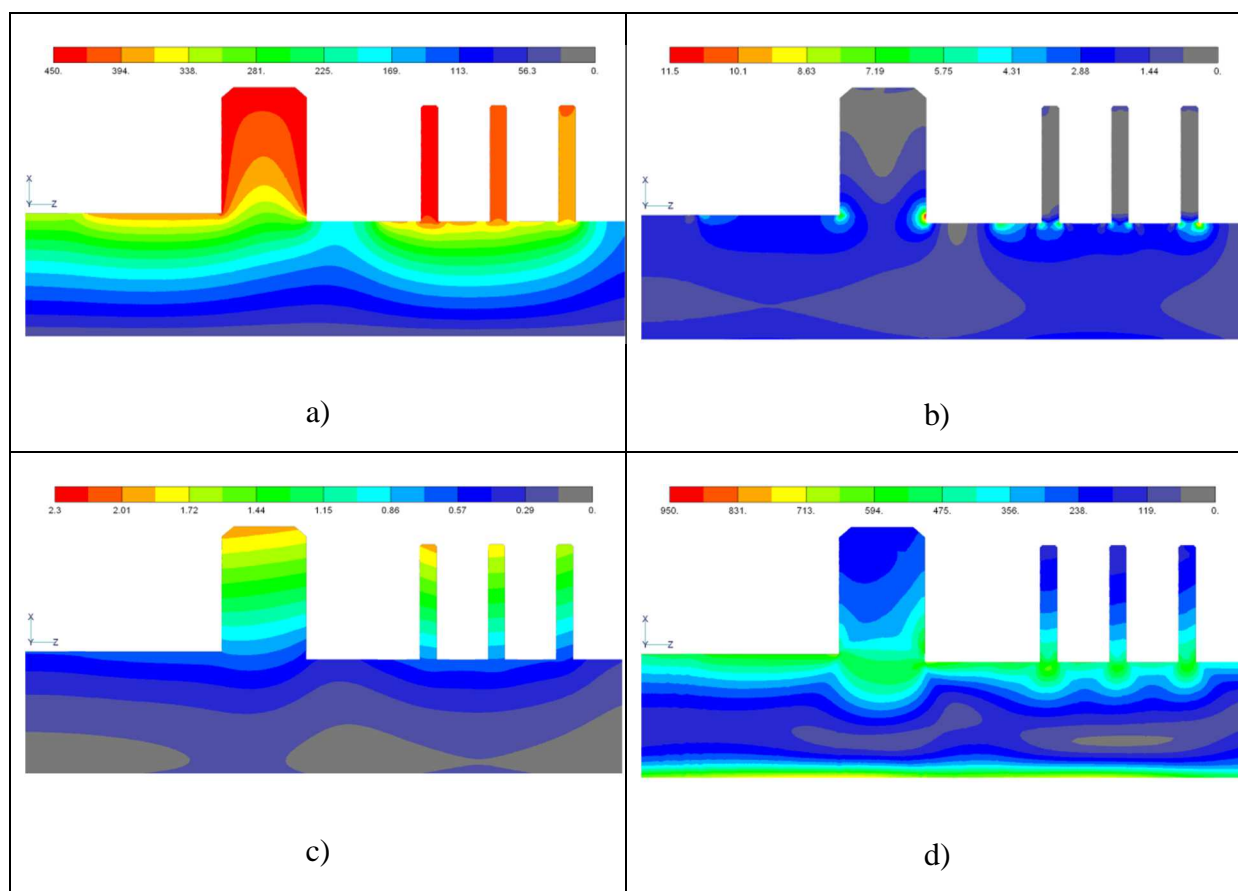 450. 394. 338. 281. 225. 169. 113. 56.3 0.
X
Y Z
a)
11.5 10.1 8.63 7.19 5.75 4.31 2.88 1.44 0.
X
Y Z
b)
2.3 2.01 1.72 1.44 1.15 0.86 0.57 0.29 0.
X
Y Z
c)
950. 831. 713. 594. 475. 356. 238. 119. 0.
X
Y Z
d)